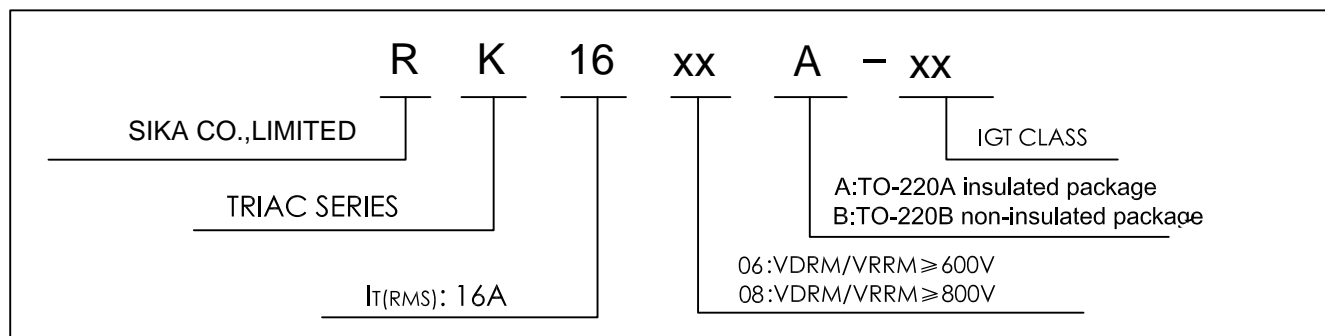 R K 16 xx A - xx
SIKA CO.,LIMITED
IGT CLASS
A:TO-220A insulated package
B:TO-220B non-insulated package
TRIAC SERIES
06:VDRM/VRRM≥600V
08:VDRM/VRRM≥800V
IT(RMS): 16A